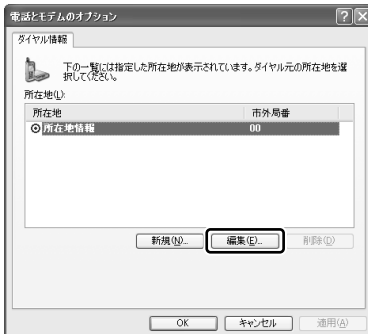 電話とモデムのオプション
ダイヤル情報
下の一覧には指定した所在地が表示されています。ダイヤル元の所在地を選
択してください。
所在地(L):
所在地 市外局番
所在地情報 00
新規(N)... 編集(E)... 削除(D)
OK キャンセル 適用(A)